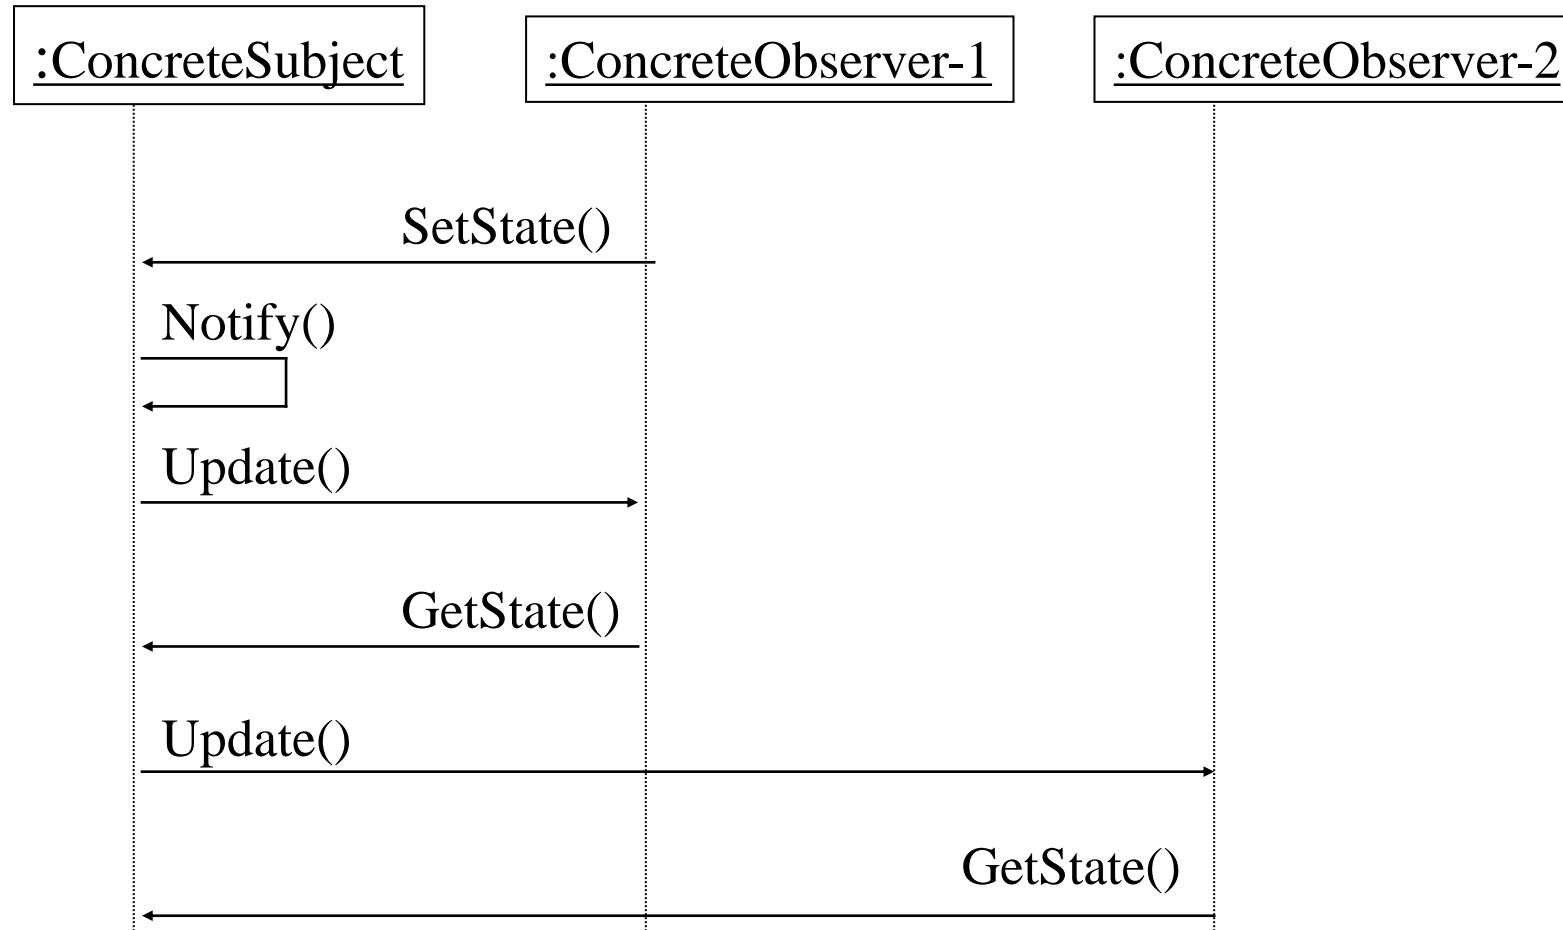 :ConcreteSubject
:ConcreteObserver-1
:ConcreteObserver-2
SetState()
Notify()
Update()
GetState()
Update()
GetState()